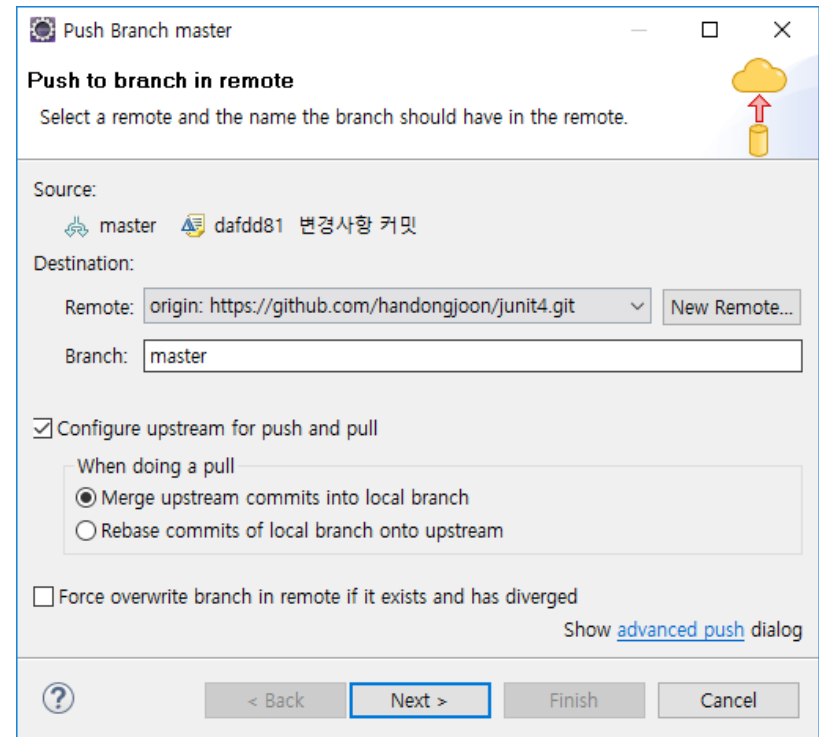 Push Branch master
Push to branch in remote
Select a remote and the name the branch should have in the remote.
Source:
master dafdd81 변경사항 커밋
Destination:
Remote: origin: https://github.com/handongjoon/junit4.git New Remote...
Branch: master
Configure upstream for push and pull
When doing a pull
Merge upstream commits into local branch
Rebase commits of local branch onto upstream
Force overwrite branch in remote if it exists and has diverged
Show advanced push dialog
? < Back Next > Finish Cancel